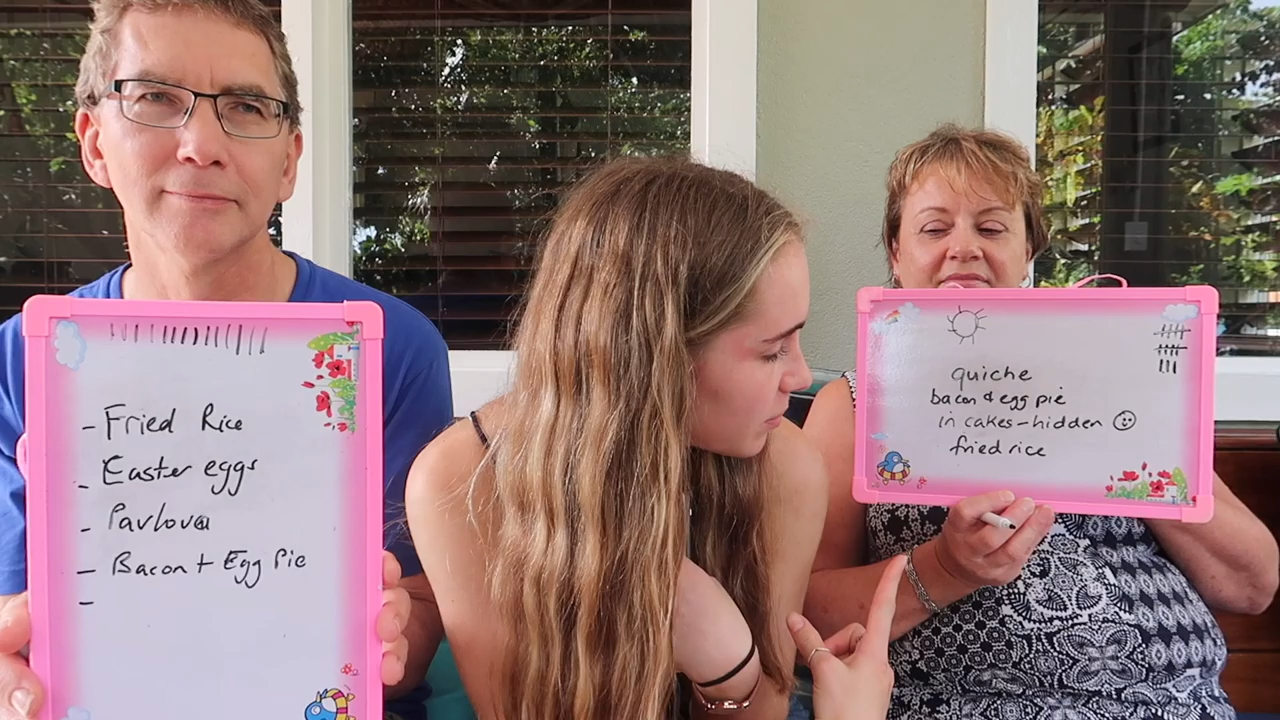 - Fried Rice
- Easter eggs
- Pavlova
- Bacon + Egg Pie
-
quiche
bacon & egg pie
in cakes - hidden
fried rice